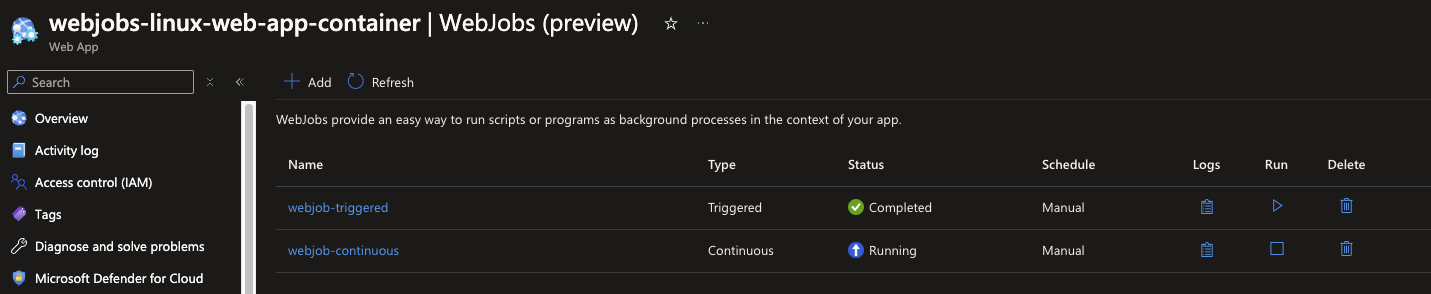 webjobs-linux-web-app-container | WebJobs (preview)
Web App
Search
Add Refresh
Overview
WebJobs provide an easy way to run scripts or programs as background processes in the context of your app.
Activity log
Name Type Status Schedule Logs Run Delete
Access control (IAM)
Tags
webjob-triggered Triggered Completed Manual
Diagnose and solve problems
webjob-continuous Continuous Running Manual
Microsoft Defender for Cloud